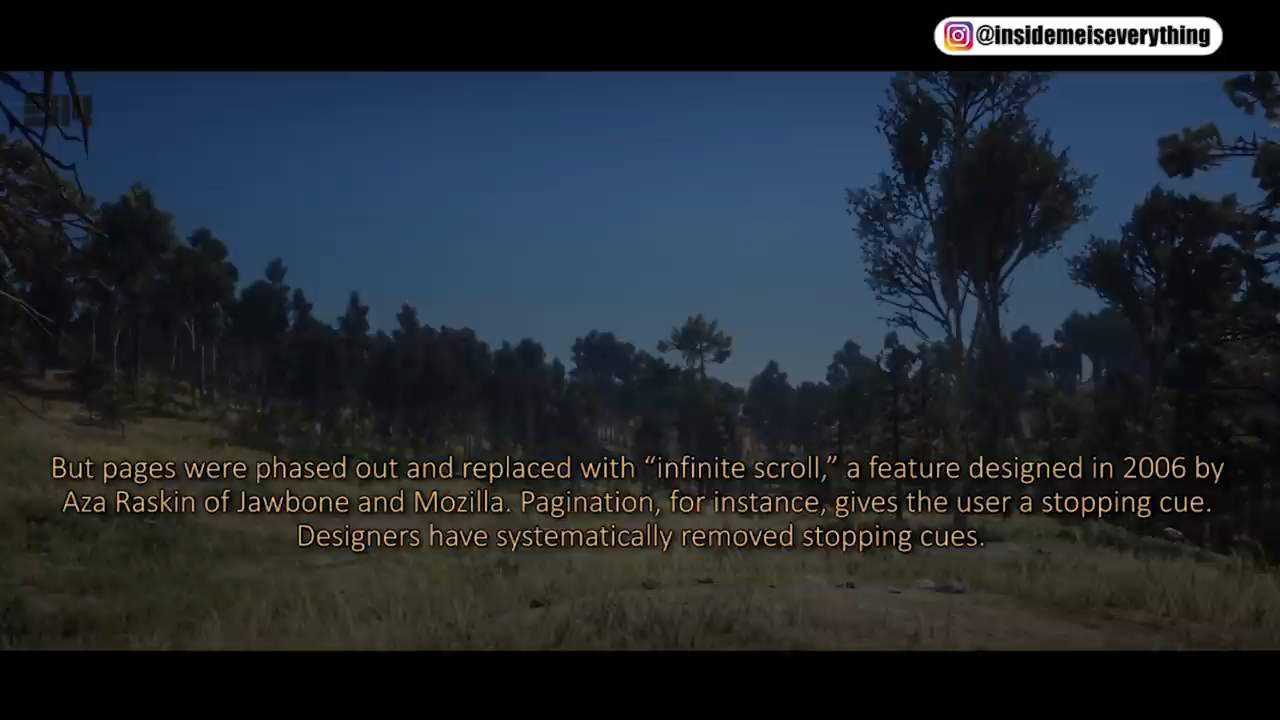 @insidemeiseverything
But pages were phased out and replaced with “infinite scroll,” a feature designed in 2006 by
Aza Raskin of Jawbone and Mozilla. Pagination, for instance, gives the user a stopping cue.
Designers have systematically removed stopping cues.